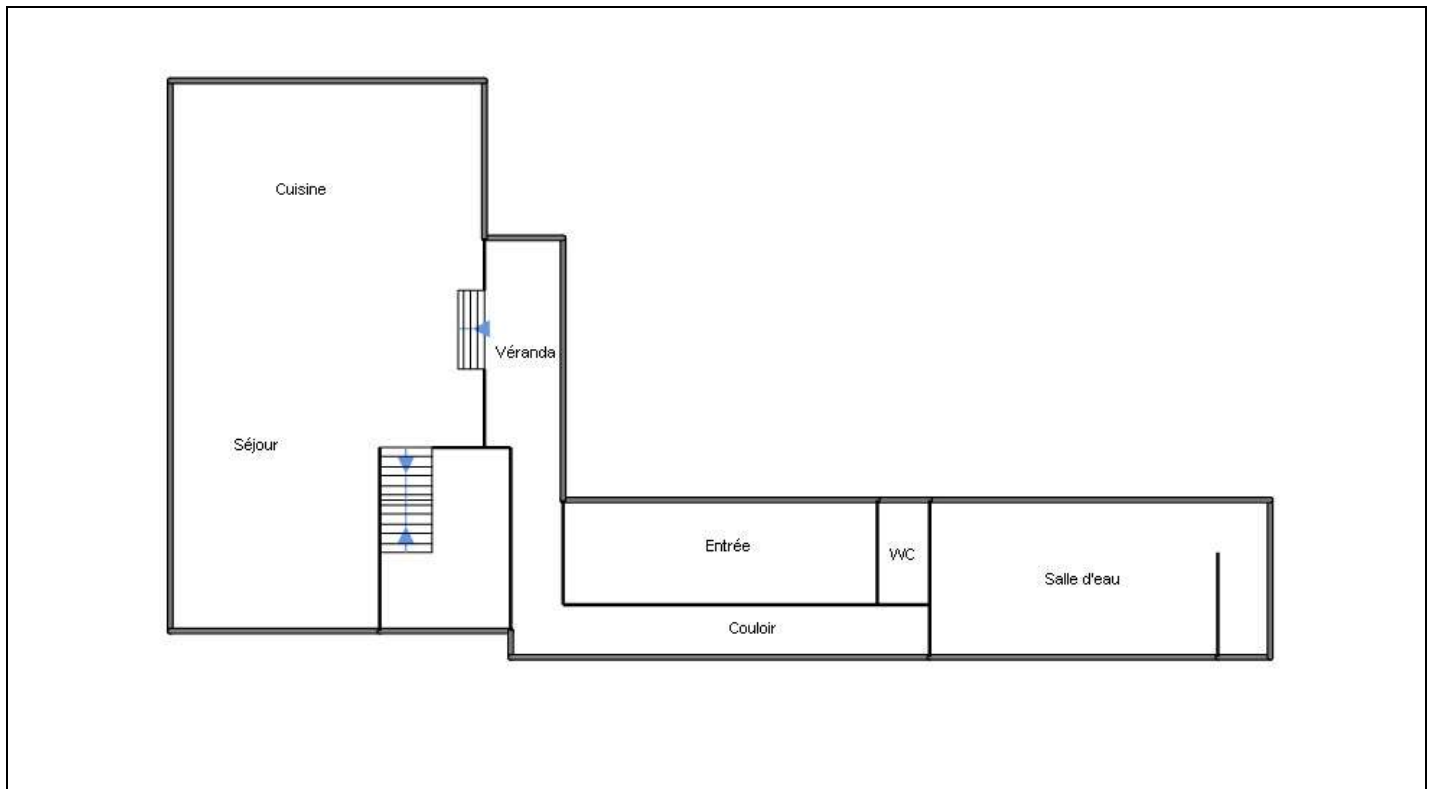 Cuisine
Véranda
Séjour
Entrée
WC
Salle d'eau
Couloir